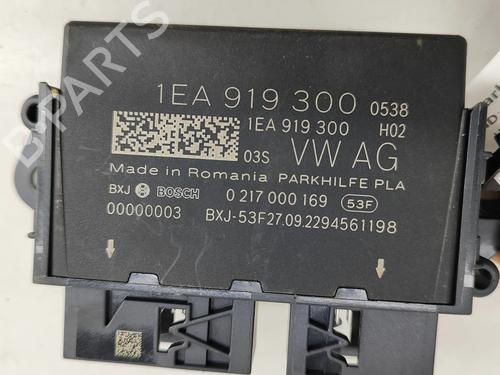 1EA 919 300 0538
1EA 919 300 H02
03S VW AG
Made in Romania PARKHILFE PLA
BXJ BOSCH 0 217 000 169 53F
00000003 BXJ-53F27.09.2294561198
B-PARTS